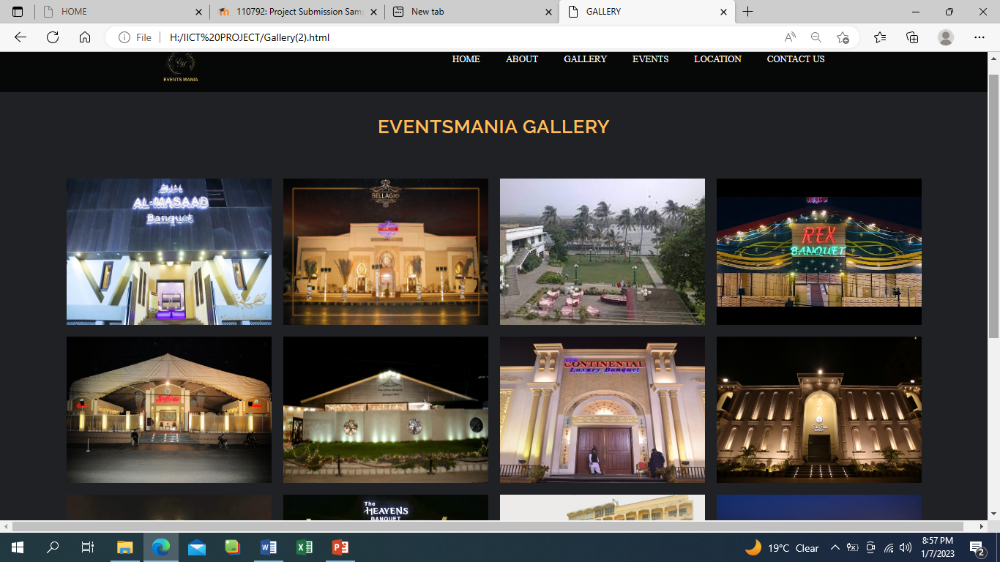 HOME
110792: Project Submission Sam
New tab
GALLERY
File
H:/IICT%20PROJECT/Gallery(2).html
EVENTS MANIA
HOME ABOUT GALLERY EVENTS LOCATION CONTACT US
EVENTSMANIA GALLERY
AL-MASAAD
Banquet
BELLAGIO
BELLAGIO
REX
BANQUET
CONTINENTAL
Luxury Banquet
The
HEAVENS
BANQUET
19°C Clear
8:57 PM
1/7/2023
2